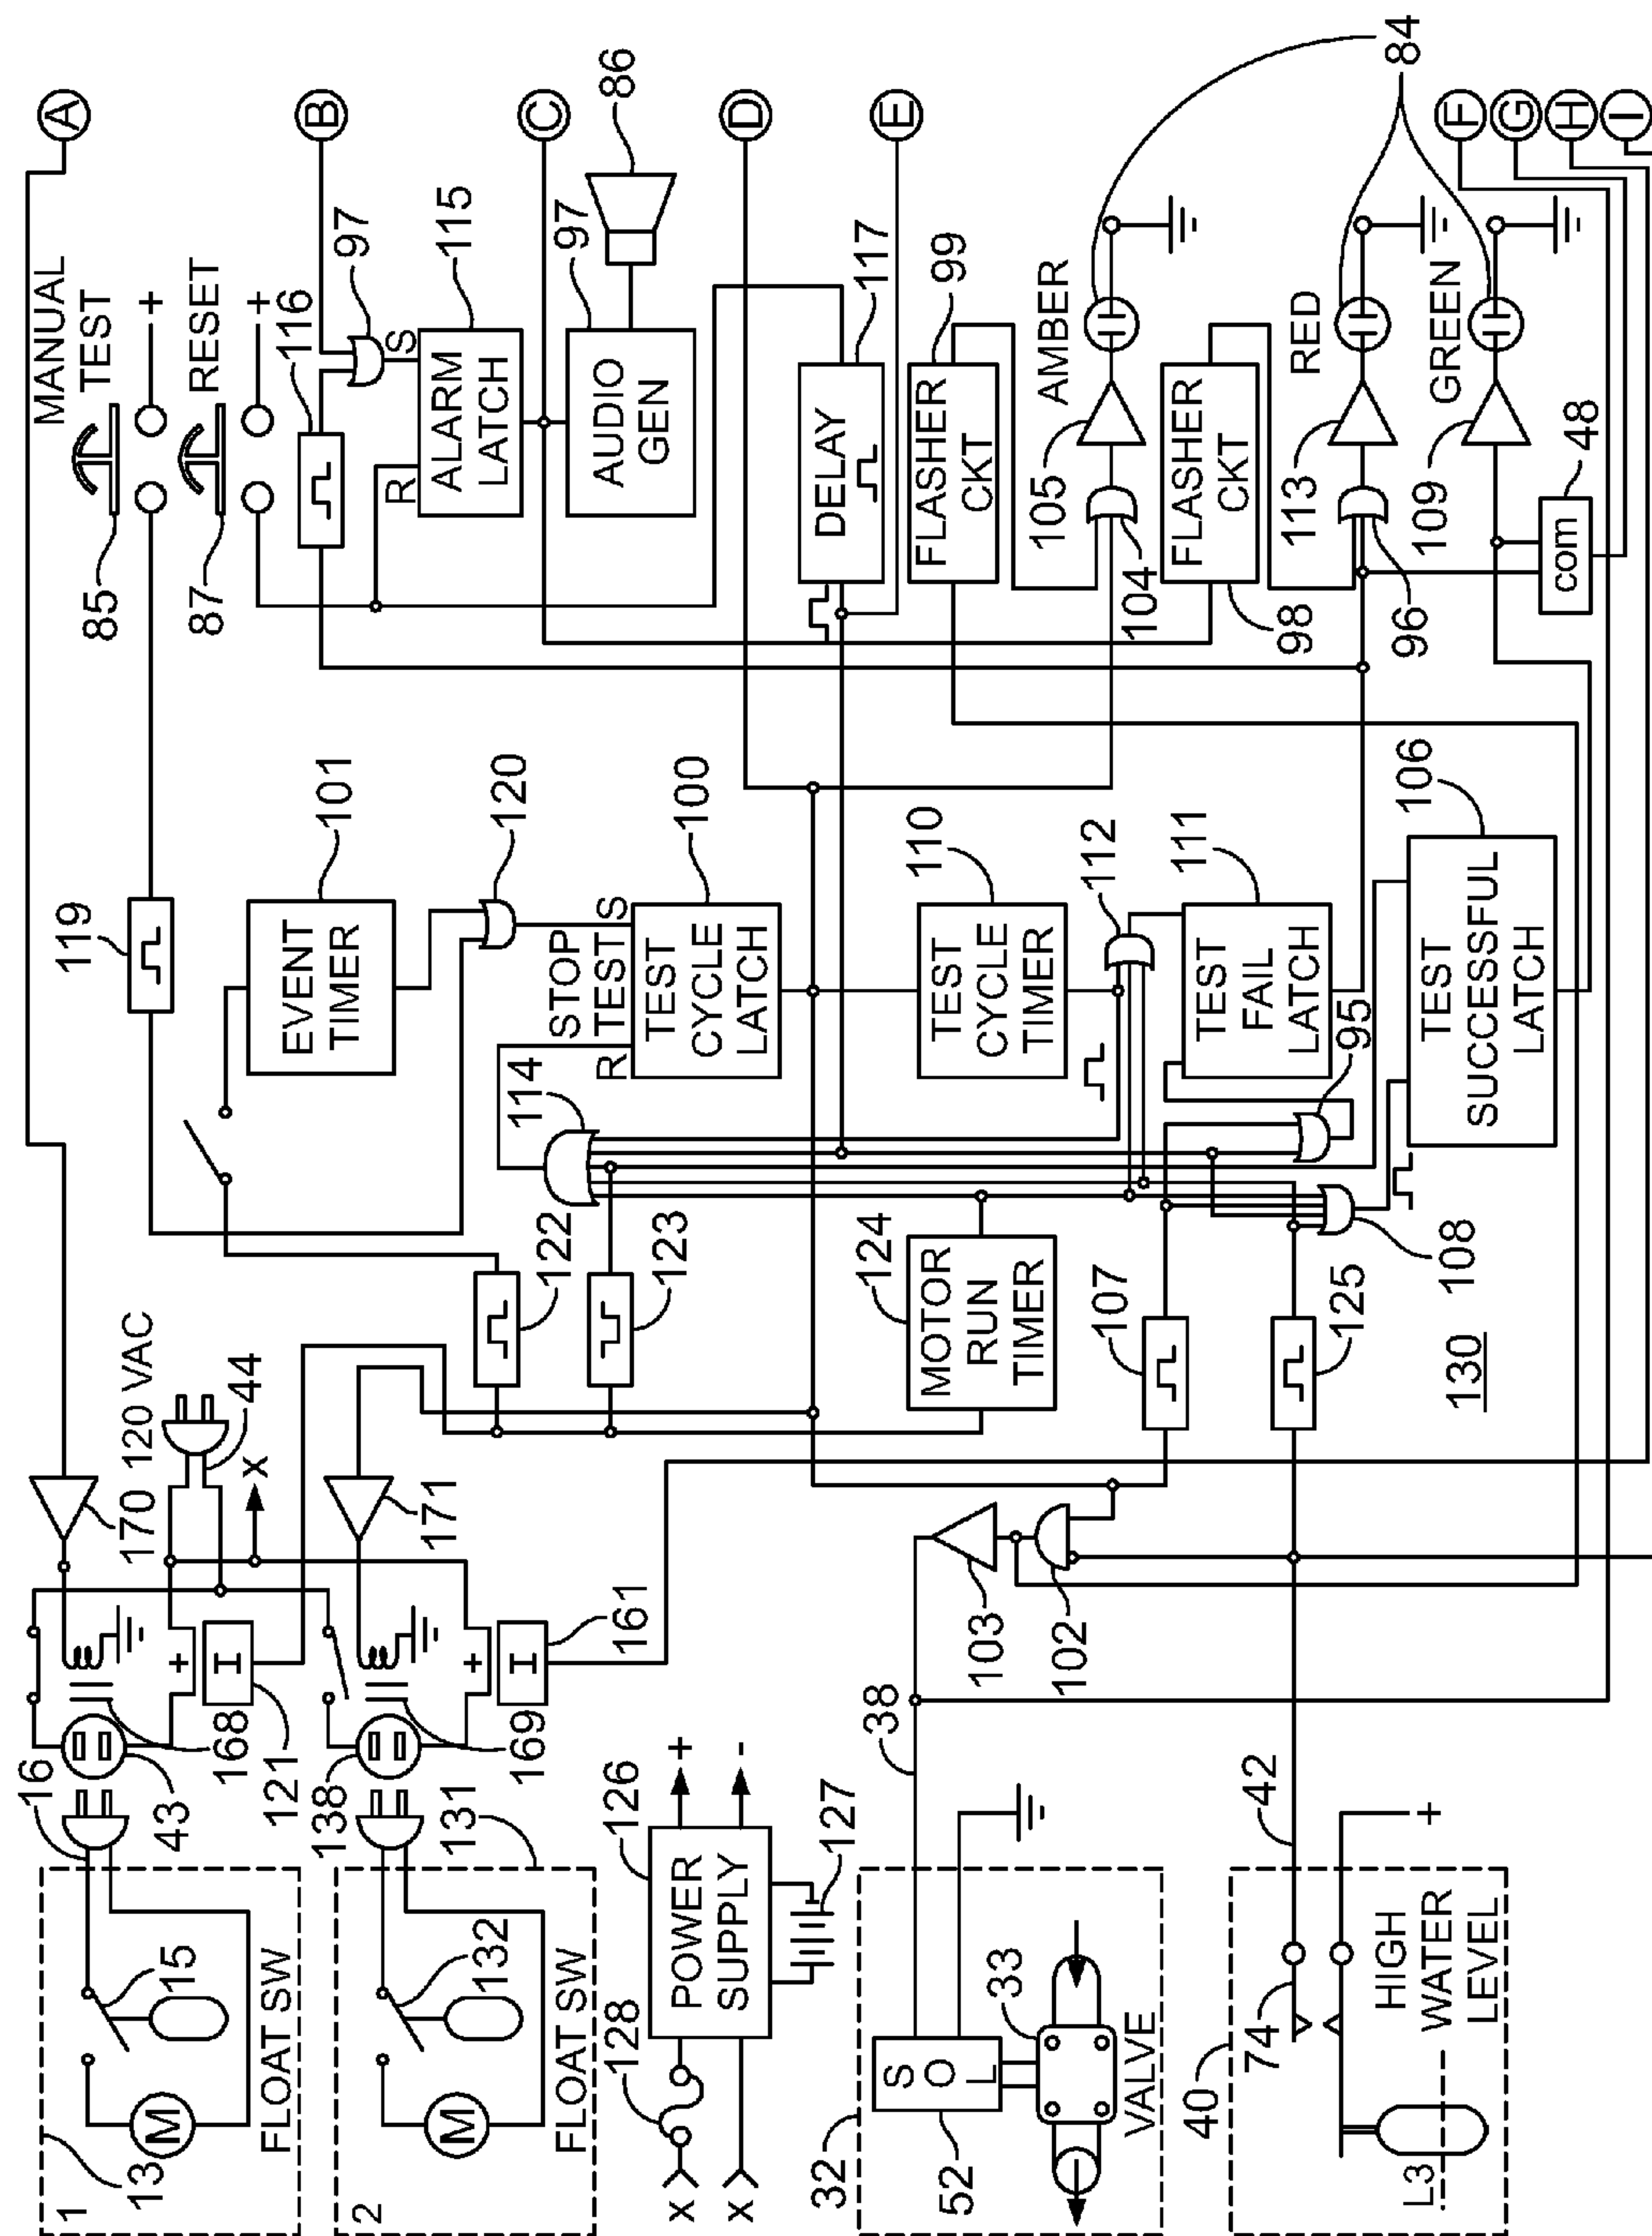 MANUAL
A
85
TEST
+
87
RESET
+
119
116
B
97
S
R
ALARM
LATCH
115
C
AUDIO
GEN
97
86
D
DELAY
117
E
FLASHER
CKT
99
AMBER
105
104
84
FLASHER
CKT
98
RED
113
96
GREEN
109
com
48
F
G
H
I
EVENT
TIMER
101
120
STOP
TEST
S
R
114
TEST
CYCLE
LATCH
100
TEST
CYCLE
TIMER
110
112
TEST
FAIL
LATCH
111
95
TEST
SUCCESSFUL
LATCH
106
122
123
MOTOR
RUN
TIMER
124
107
125
108
130
120 VAC
44
x
170
171
168
43
16
I
+
121
138
169
I
+
161
103
102
38
42
1
13
M
15
FLOAT SW
2
M
132
131
FLOAT SW
128
X
X
POWER
SUPPLY
126
+
-
127
32
52
SOL
33
VALVE
40
74
+
HIGH
WATER
LEVEL
L3